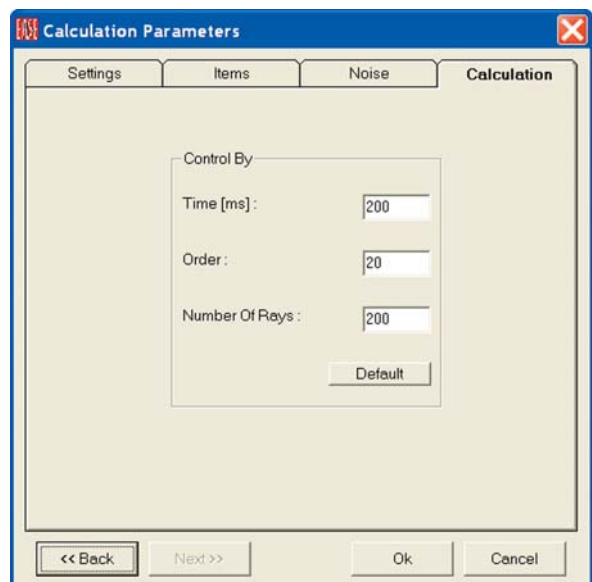 EASE Calculation Parameters
Settings Items Noise Calculation
Control By
Time [ms] : 200
Order : 20
Number Of Rays : 200
Default
<< Back Next >> Ok Cancel